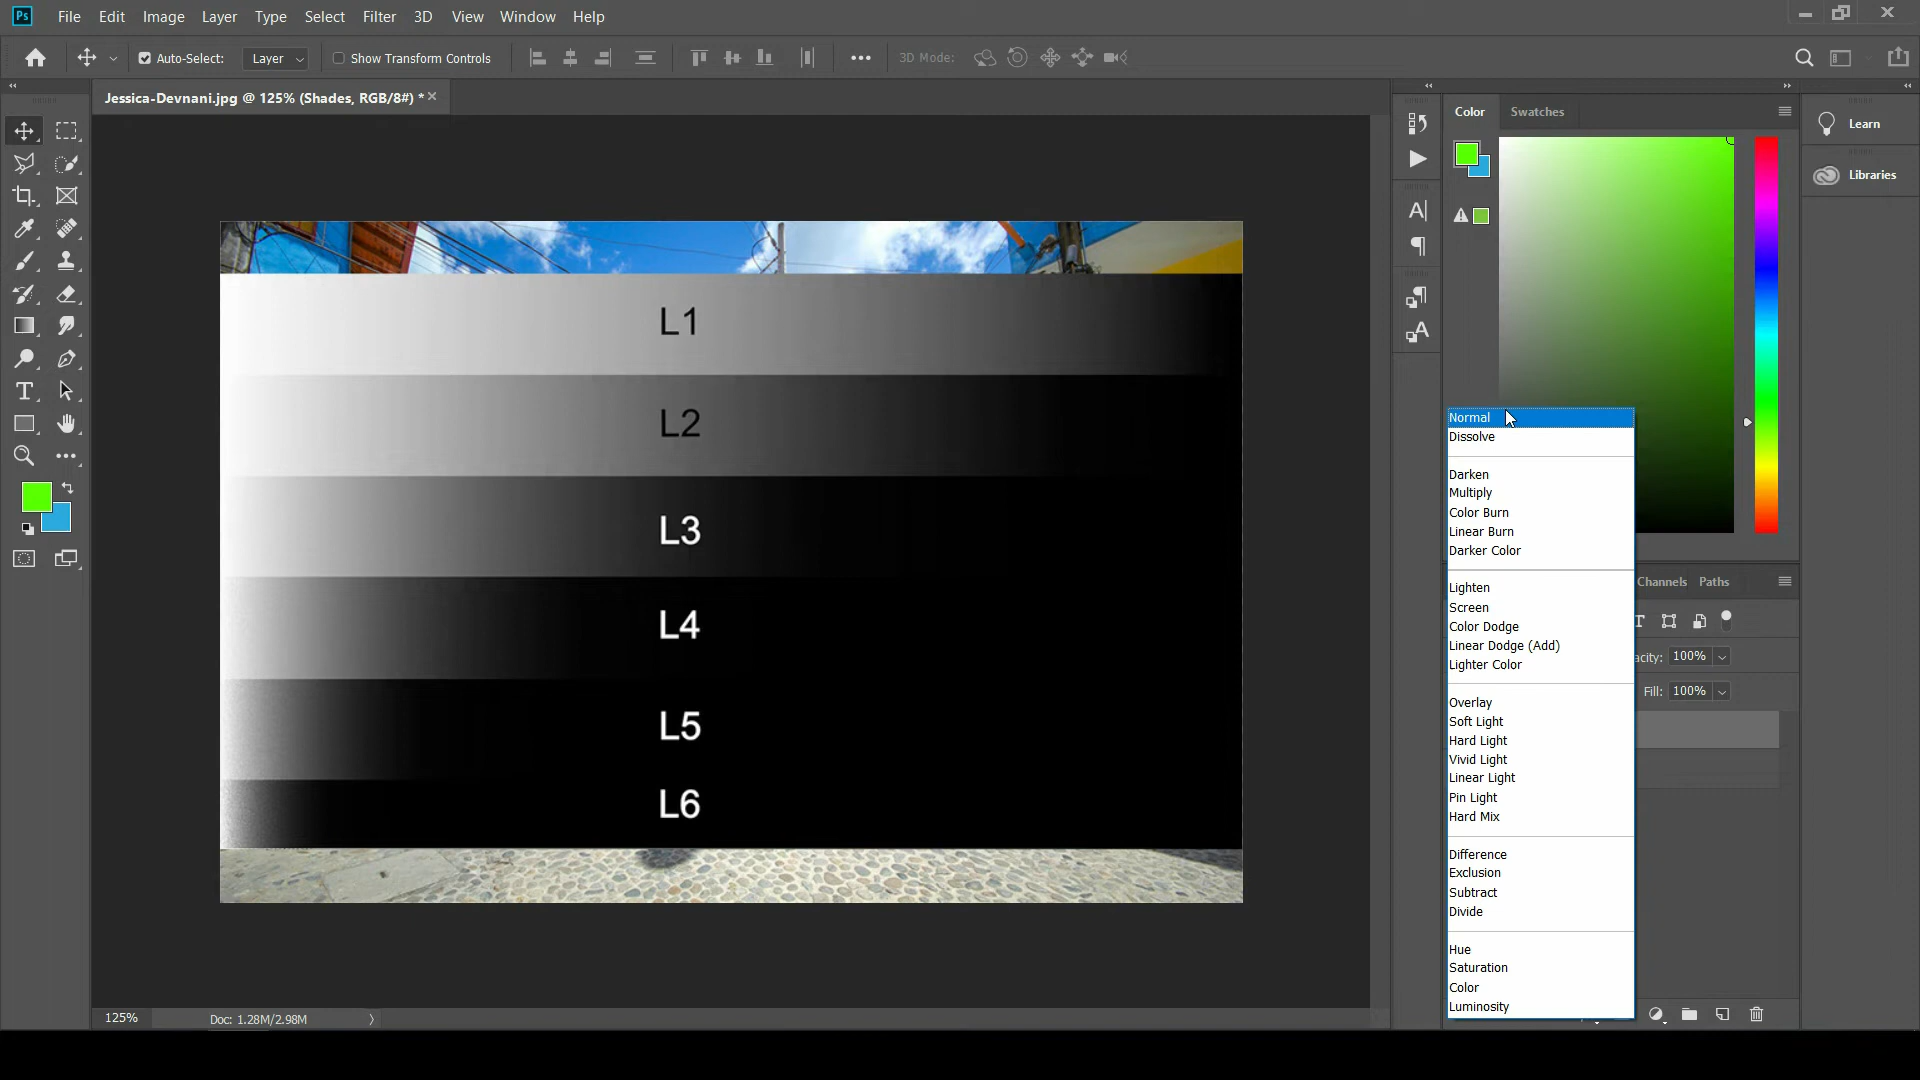 Ps File Edit Image Layer Type Select Filter 3D View Window Help
Auto-Select: Layer Show Transform Controls 3D Mode:
Jessica-Devnani.jpg @ 125% (Shades, RGB/8#) *
Color Swatches
Learn
Libraries
L1
L2
L3
L4
L5
L6
Normal
Dissolve
Darken
Multiply
Color Burn
Linear Burn
Darker Color
Lighten
Screen
Color Dodge
Linear Dodge (Add)
Lighter Color
Overlay
Soft Light
Hard Light
Vivid Light
Linear Light
Pin Light
Hard Mix
Difference
Exclusion
Subtract
Divide
Hue
Saturation
Color
Luminosity
Channels Paths
acity: 100%
Fill: 100%
125% Doc: 1.28M/2.98M